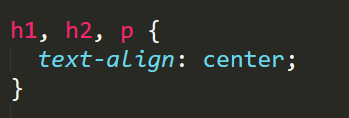 h1, h2, p {
  text-align: center;
}